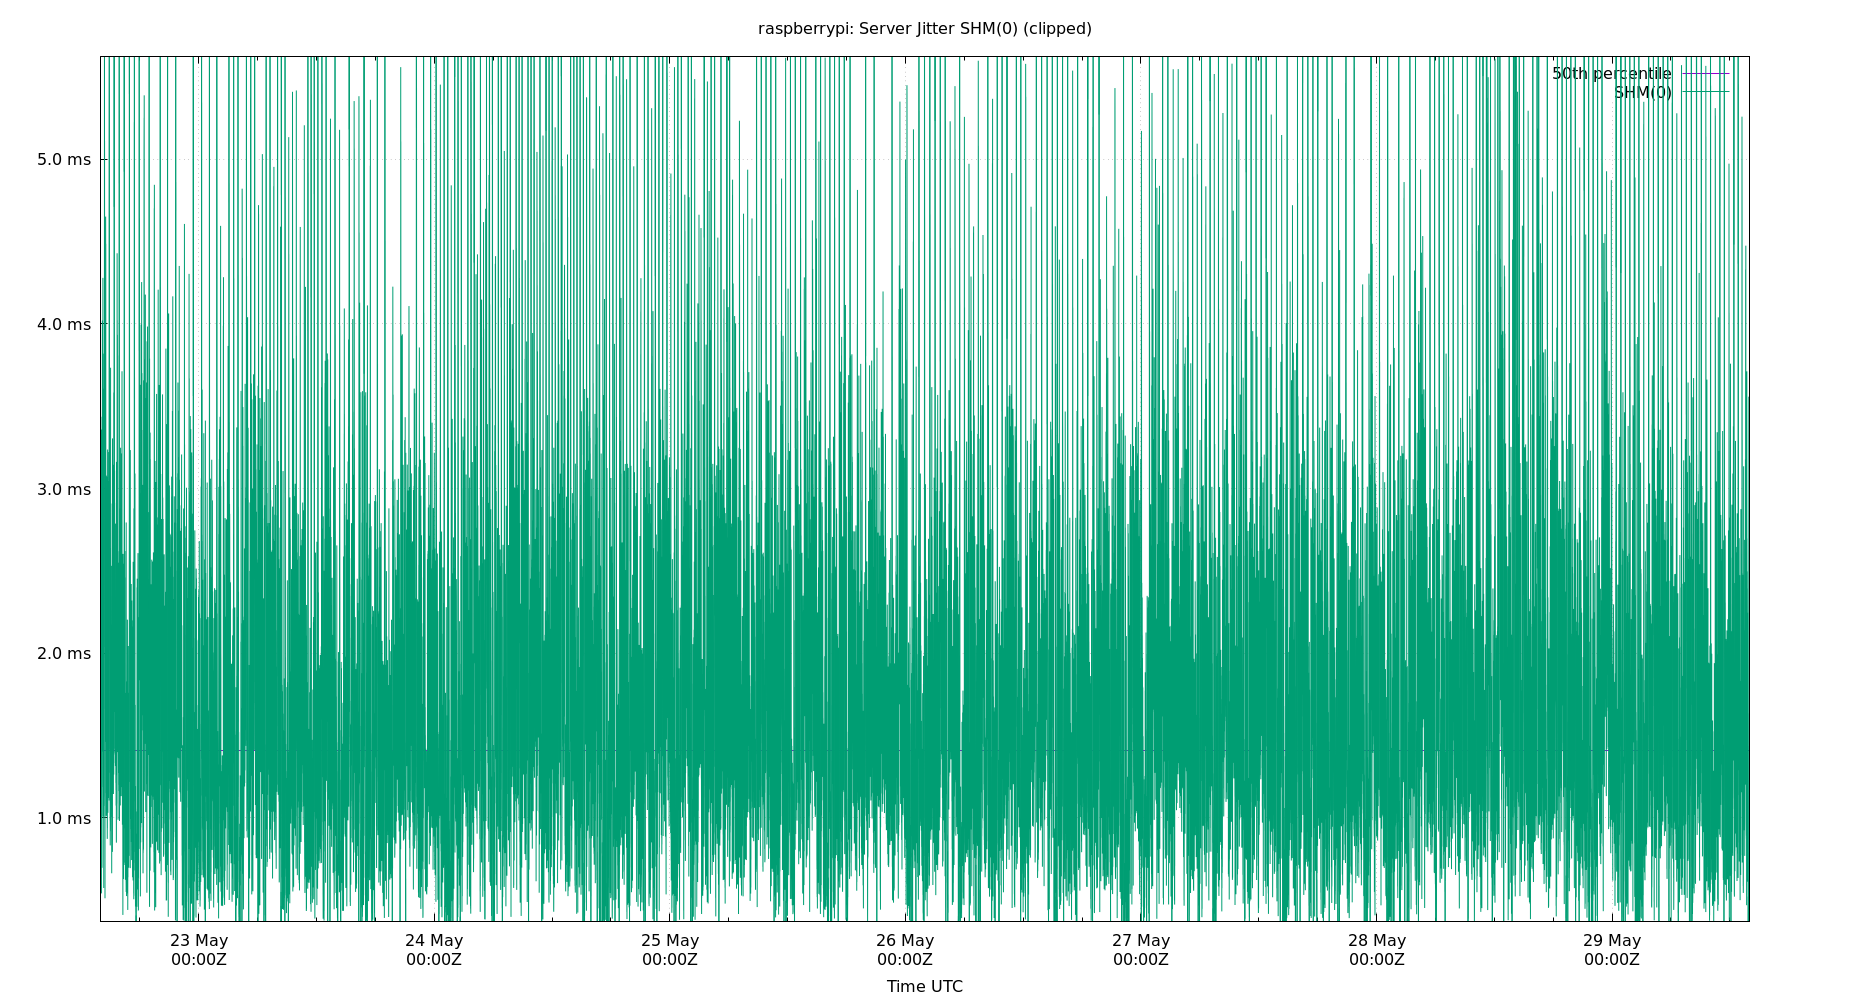 raspberrypi: Server Jitter SHM(0) (clipped)
50th percentile
SHM(0)
5.0 ms
4.0 ms
3.0 ms
2.0 ms
1.0 ms
23 May 24 May 25 May 26 May 27 May 28 May 29 May
00:00Z 00:00Z 00:00Z 00:00Z 00:00Z 00:00Z 00:00Z
Time UTC